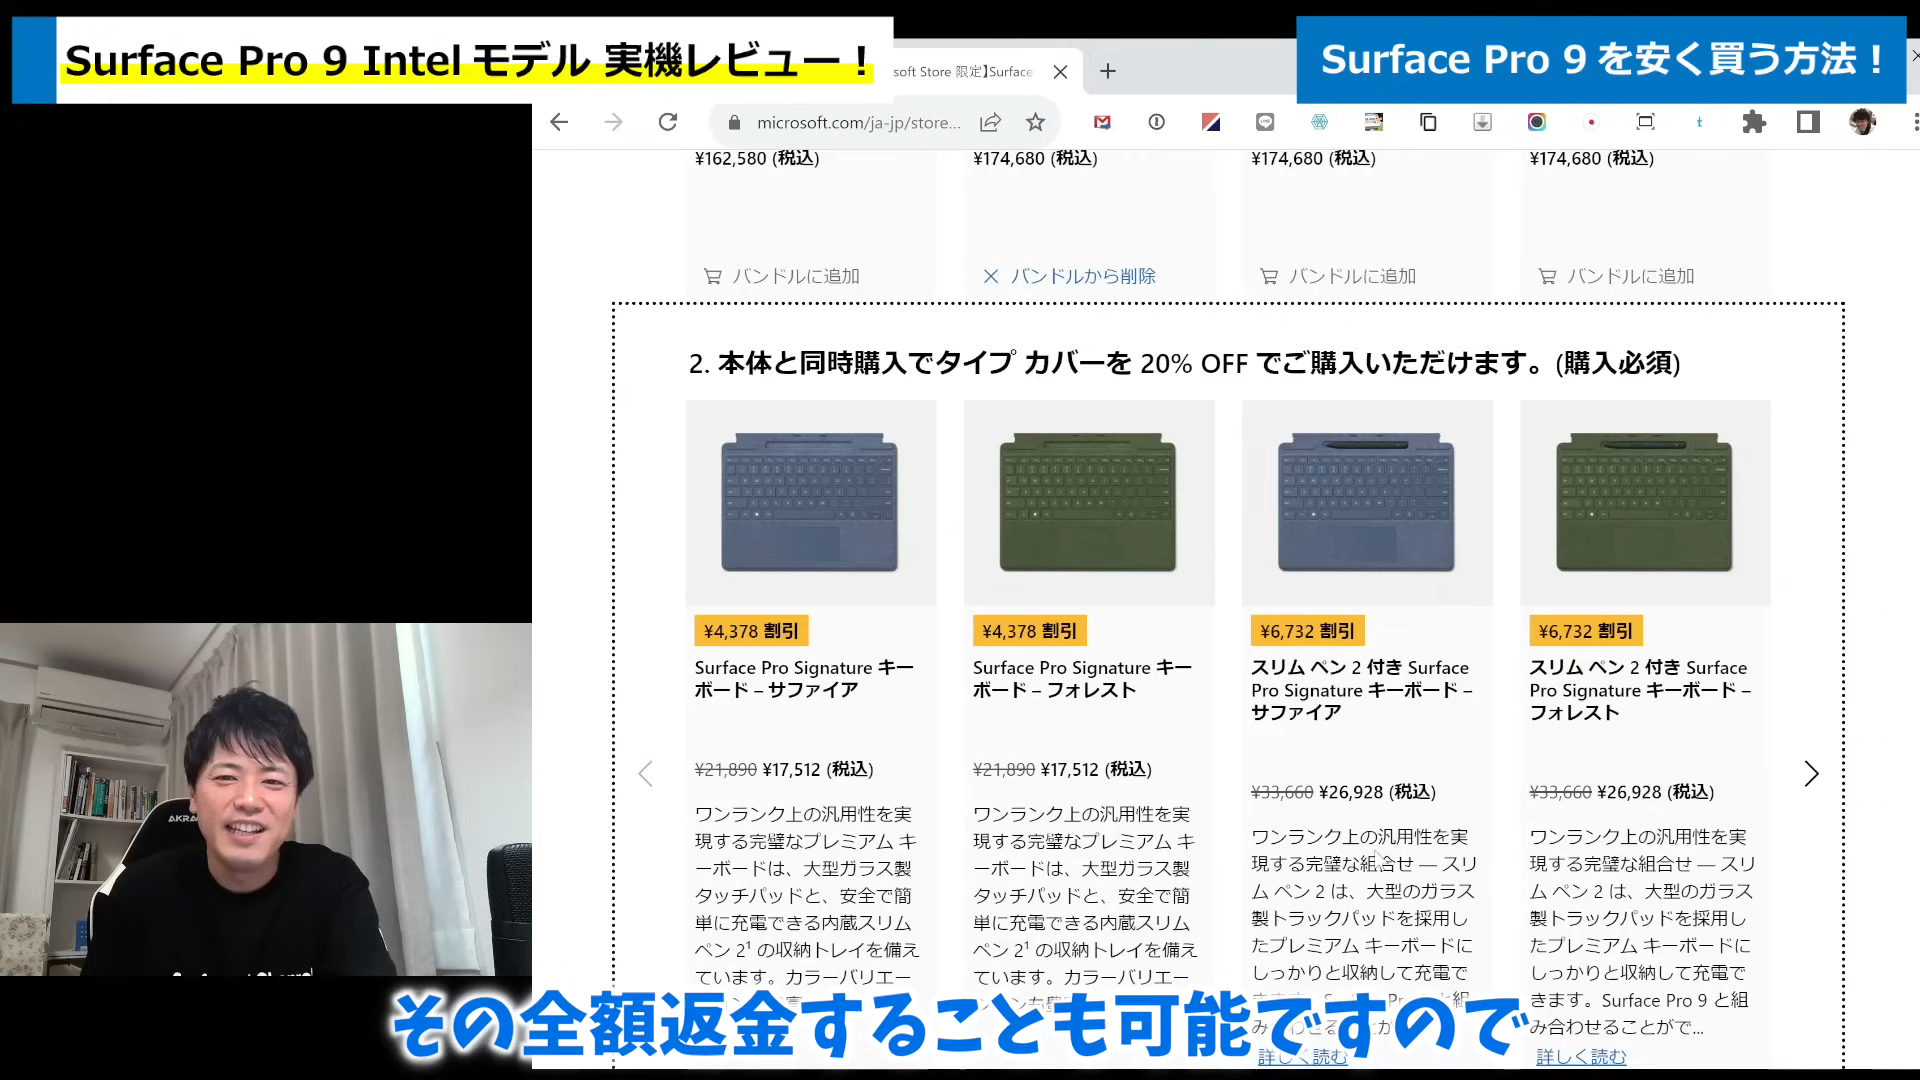 Surface Pro 9 Intel モデル 実機レビュー！
Surface Pro 9 を安く買う方法！
soft Store 限定】Surface
microsoft.com/ja-jp/store...
¥162,580 (税込)
¥174,680 (税込)
¥174,680 (税込)
¥174,680 (税込)
バンドルに追加
バンドルから削除
バンドルに追加
バンドルに追加
2. 本体と同時購入でタイプ カバーを 20% OFF でご購入いただけます。(購入必須)
¥4,378 割引
Surface Pro Signature キー
ボード – サファイア
¥21,890 ¥17,512 (税込)
ワンランク上の汎用性を実
現する完璧なプレミアム キ
ーボードは、大型ガラス製
タッチパッドと、安全で簡
単に充電できる内蔵スリム
ペン 2¹ の収納トレイを備え
ています。カラーバリエー
¥4,378 割引
Surface Pro Signature キー
ボード – フォレスト
¥21,890 ¥17,512 (税込)
ワンランク上の汎用性を実
現する完璧なプレミアム キ
ーボードは、大型ガラス製
タッチパッドと、安全で簡
単に充電できる内蔵スリム
ペン 2¹ の収納トレイを備え
ています。カラーバリエー
¥6,732 割引
スリム ペン 2 付き Surface
Pro Signature キーボード –
サファイア
¥33,660 ¥26,928 (税込)
ワンランク上の汎用性を実
現する完璧な組合せ — スリ
ム ペン 2 は、大型のガラス
製トラックパッドを採用し
たプレミアム キーボードに
しっかりと収納して充電で
詳しく読む
¥6,732 割引
スリム ペン 2 付き Surface
Pro Signature キーボード –
フォレスト
¥33,660 ¥26,928 (税込)
ワンランク上の汎用性を実
現する完璧な組合せ — スリ
ム ペン 2 は、大型のガラス
製トラックパッドを採用し
たプレミアム キーボードに
しっかりと収納して充電で
きます。Surface Pro 9 と組
み合わせることがで...
詳しく読む
AKRA
その全額返金することも可能ですので